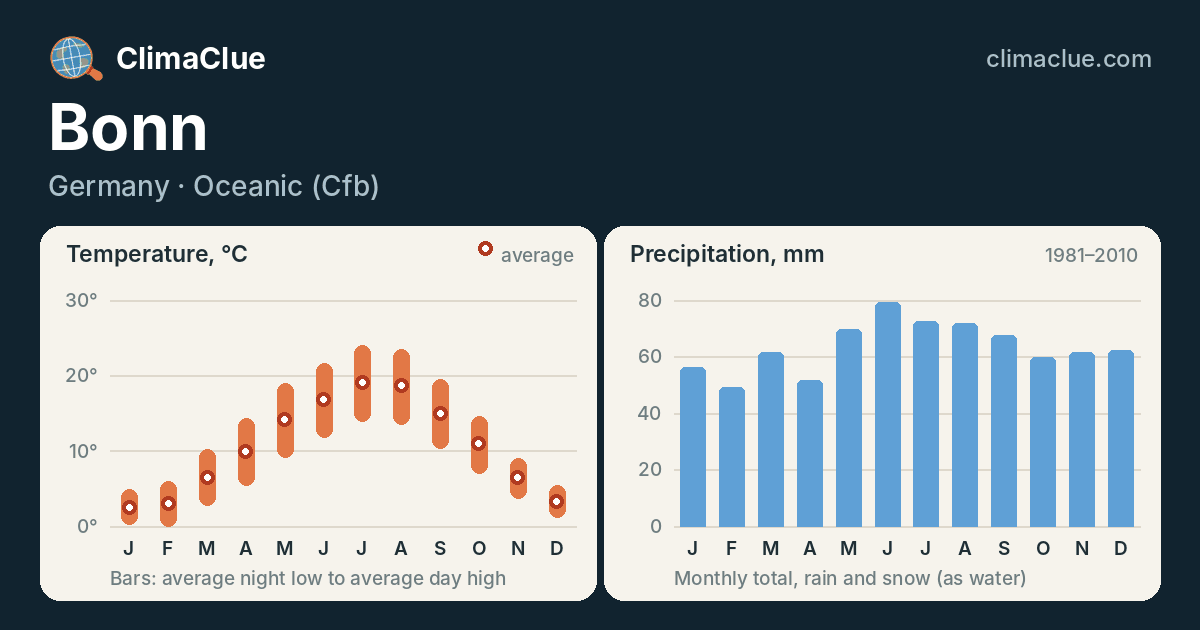 ClimaClue
climaclue.com
Bonn
Germany · Oceanic (Cfb)
Temperature, °C
average
30°
20°
10°
0°
J F M A M J J A S O N D
Bars: average night low to average day high
Precipitation, mm
1981–2010
80
60
40
20
0
J F M A M J J A S O N D
Monthly total, rain and snow (as water)